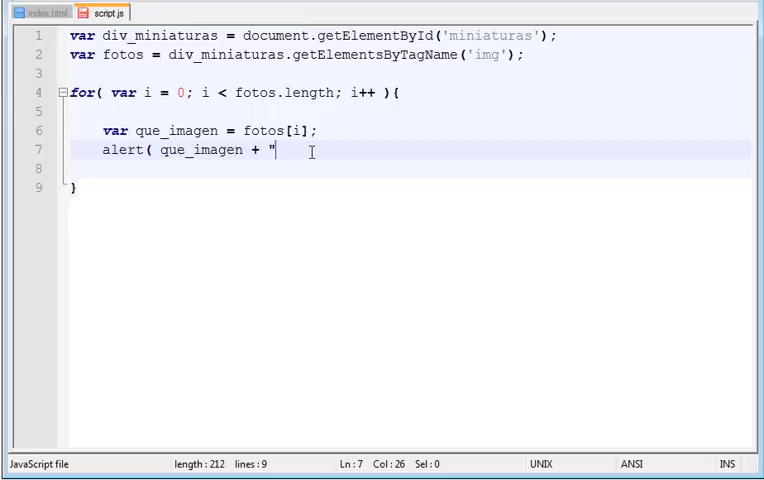 index.html script.js
1 var div_miniaturas = document.getElementById('miniaturas');
2 var fotos = div_miniaturas.getElementsByTagName('img');
3
4 for( var i = 0; i < fotos.length; i++ ){
5
6 var que_imagen = fotos[i];
7 alert( que_imagen + "
8
9 }
JavaScript file length : 212 lines : 9 Ln : 7 Col : 26 Sel : 0 UNIX ANSI INS